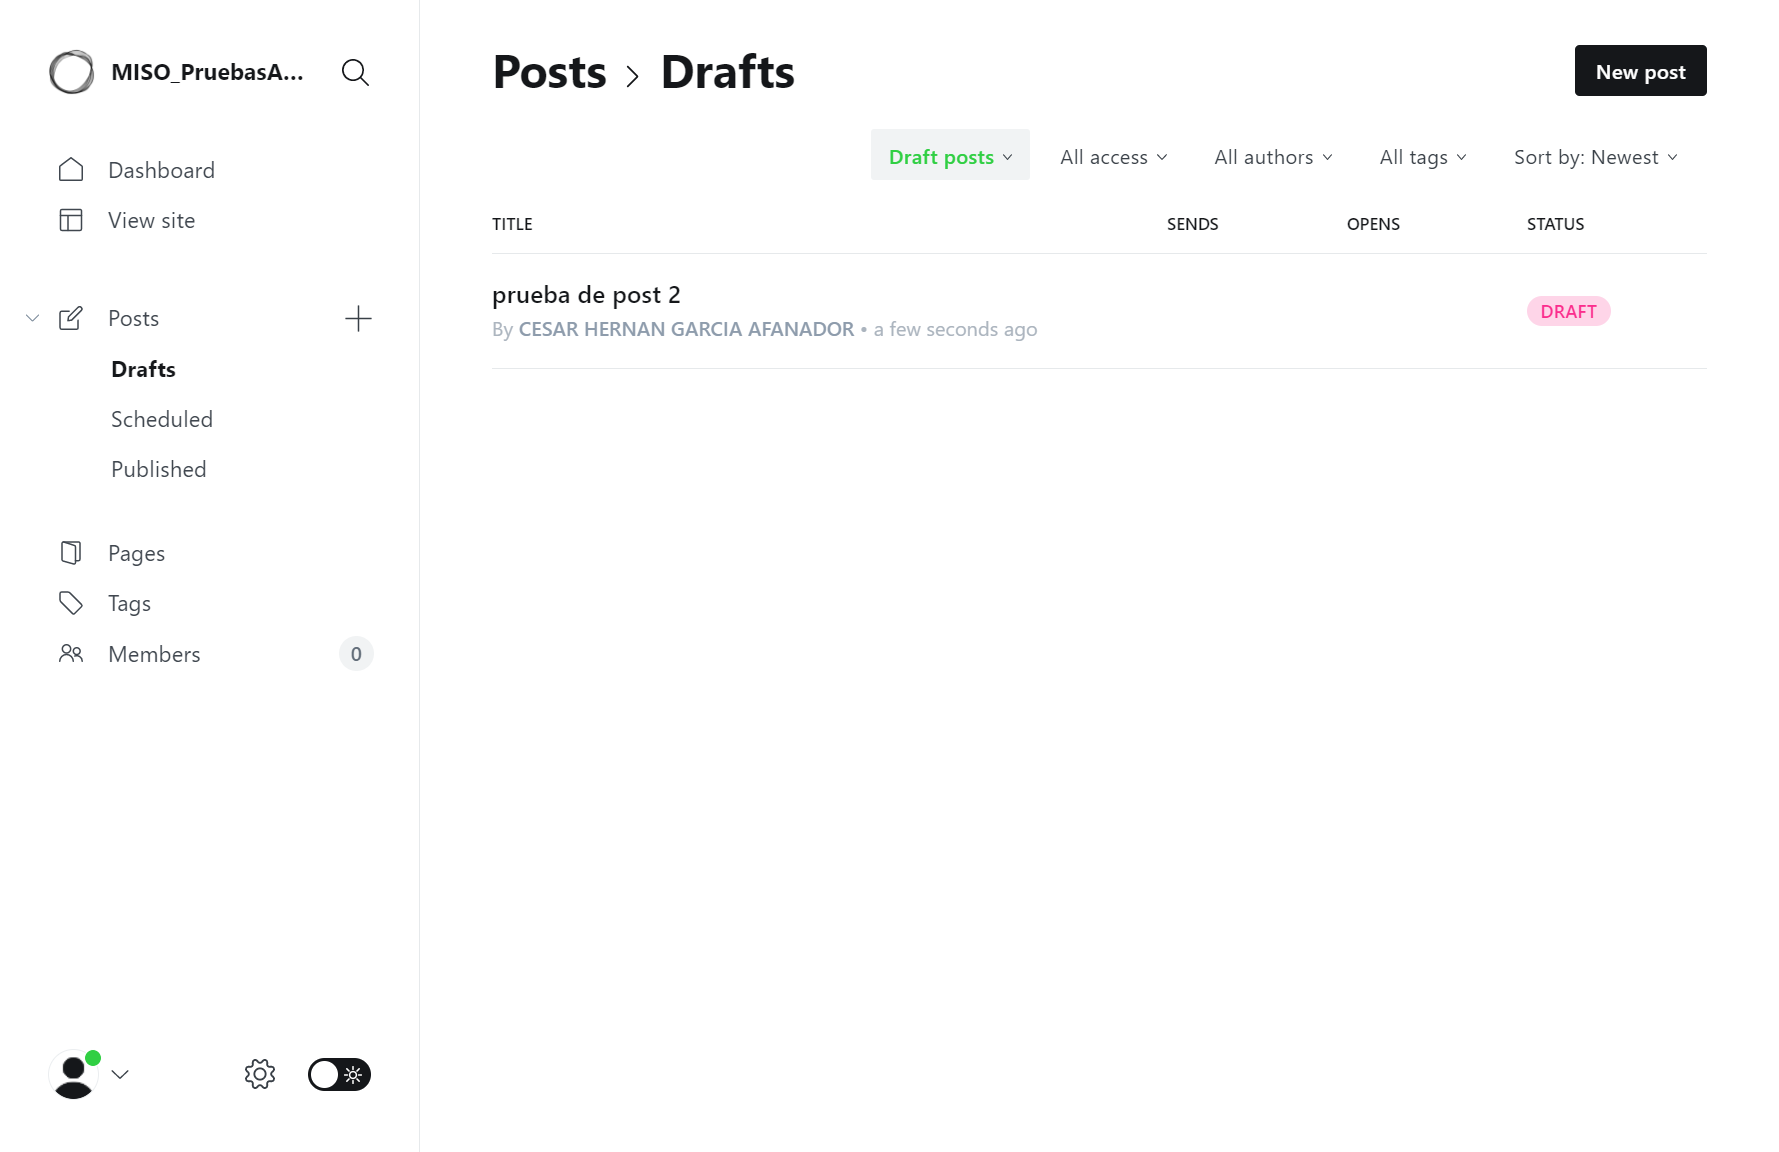 MISO_PruebasA...
Dashboard
View site
Posts
Drafts
Scheduled
Published
Pages
Tags
Members 0
Posts > Drafts
New post
Draft posts All access All authors All tags Sort by: Newest
TITLE SENDS OPENS STATUS
prueba de post 2
By CESAR HERNAN GARCIA AFANADOR • a few seconds ago
DRAFT